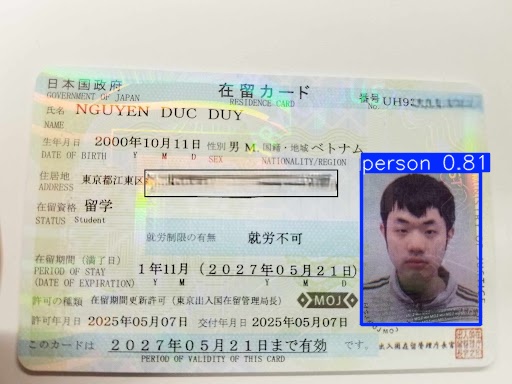 日本国政府 在留カード 番号 UH92
GOVERNMENT OF JAPAN RESIDENCE CARD NO.
氏名 NGUYEN DUC DUY
NAME
生年月日 2000年10月11日 性別 男 M. 国籍・地域 ベトナム
DATE OF BIRTH Y M D SEX NATIONALITY/REGION
person 0.81
住居地 東京都江東区
ADDRESS
在留資格 留学
STATUS Student
就労制限の有無 就労不可
在留期間(満了日) 1年11月(2027年05月21日)
PERIOD OF STAY
(DATE OF EXPIRATION) Y M Y M D
許可の種類 在留期間更新許可(東京出入国在留管理局長) MOJ
許可年月日 2025年05月07日 交付年月日 2025年05月07日
MOJ
このカードは 2027年05月21日まで有効 です。
PERIOD OF VALIDITY OF THIS CARD
出入国在留管理庁長官